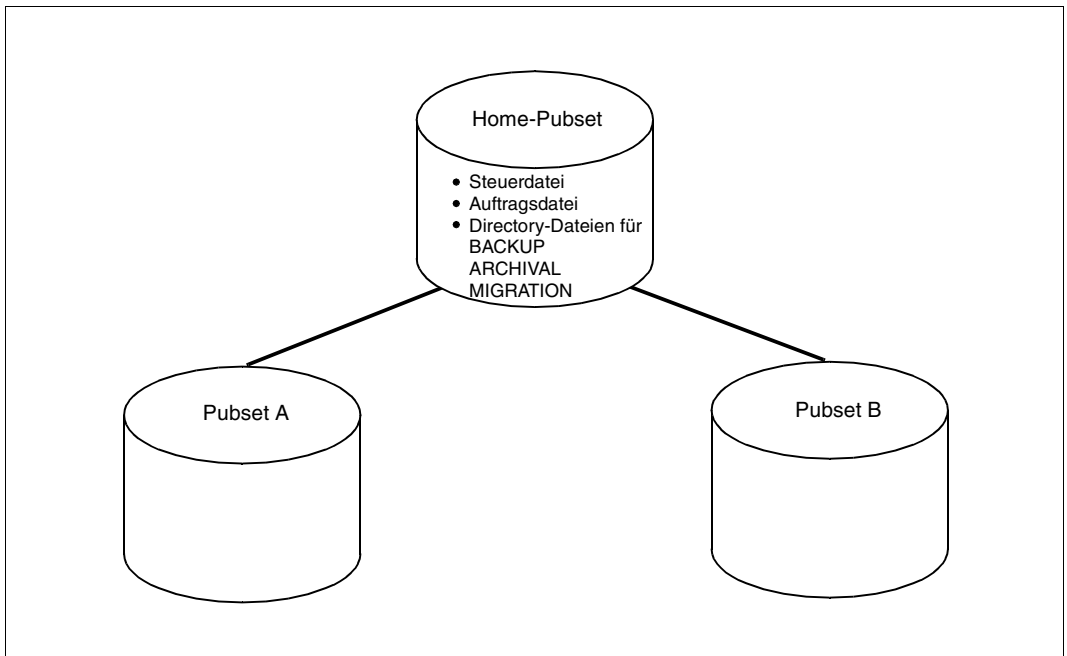 Home-Pubset
• Steuerdatei
• Auftragsdatei
• Directory-Dateien für
BACKUP
ARCHIVAL
MIGRATION
Pubset A
Pubset B